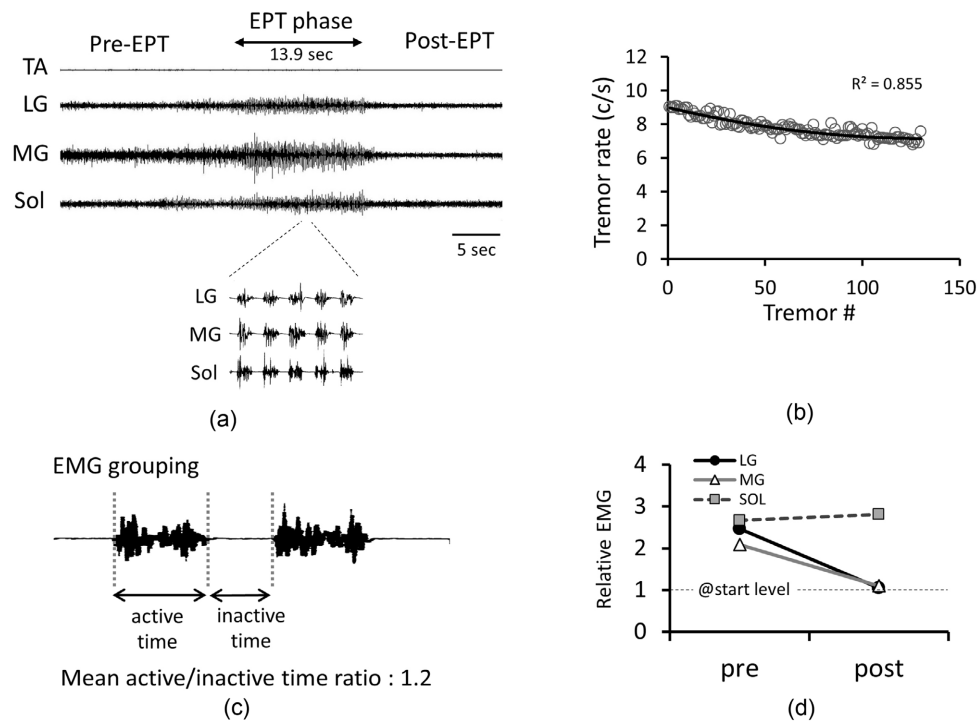 EPT phase
Pre-EPT
13.9 sec
Post-EPT
TA
LG
MG
Sol
5 sec
LG
MG
Sol
(a)
12
10
8
6
4
2
0
0 50 100 150
Tremor rate (c/s)
R² = 0.855
Tremor #
(b)
EMG grouping
active time
inactive time
Mean active/inactive time ratio : 1.2
(c)
4
3
2
1
0
Relative EMG
LG
MG
SOL
@start level
pre post
(d)